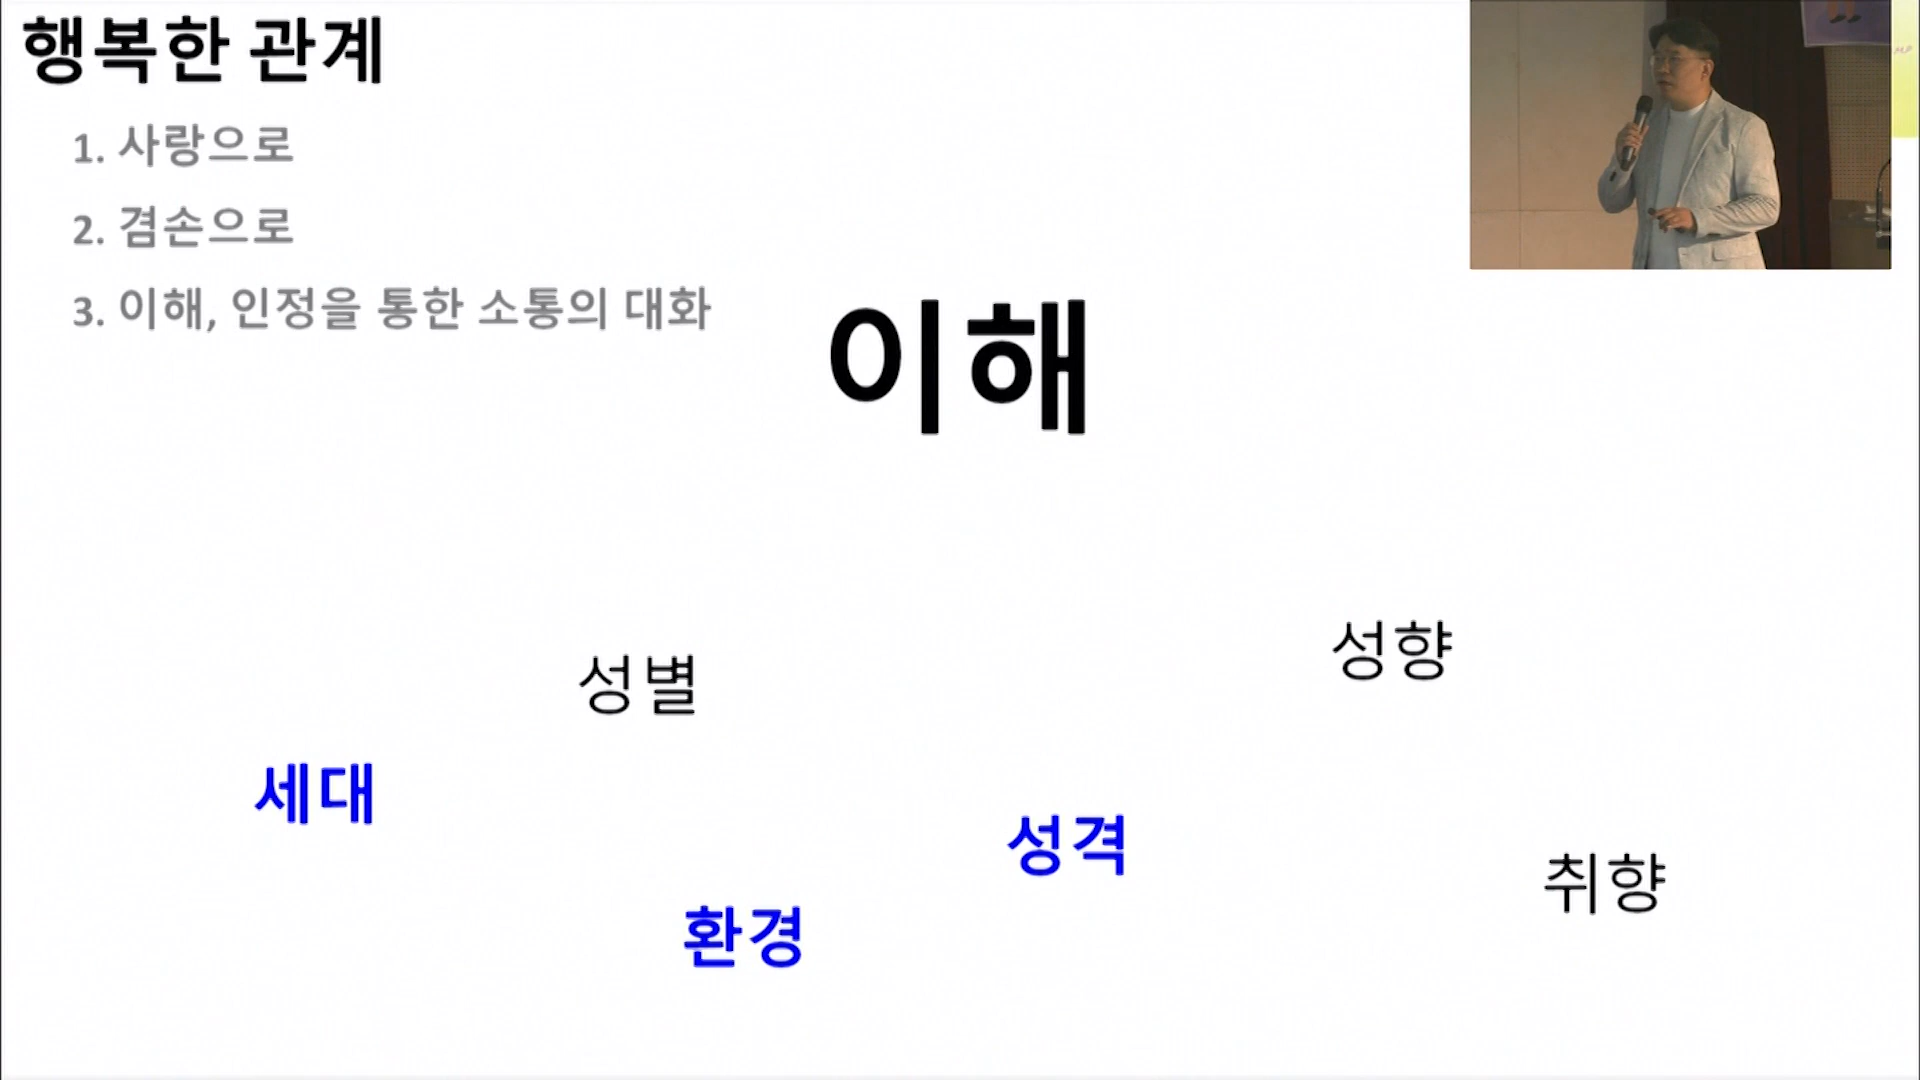 행복한 관계
1. 사랑으로
2. 겸손으로
3. 이해, 인정을 통한 소통의 대화
이해
성별
성향
세대
성격
취향
환경